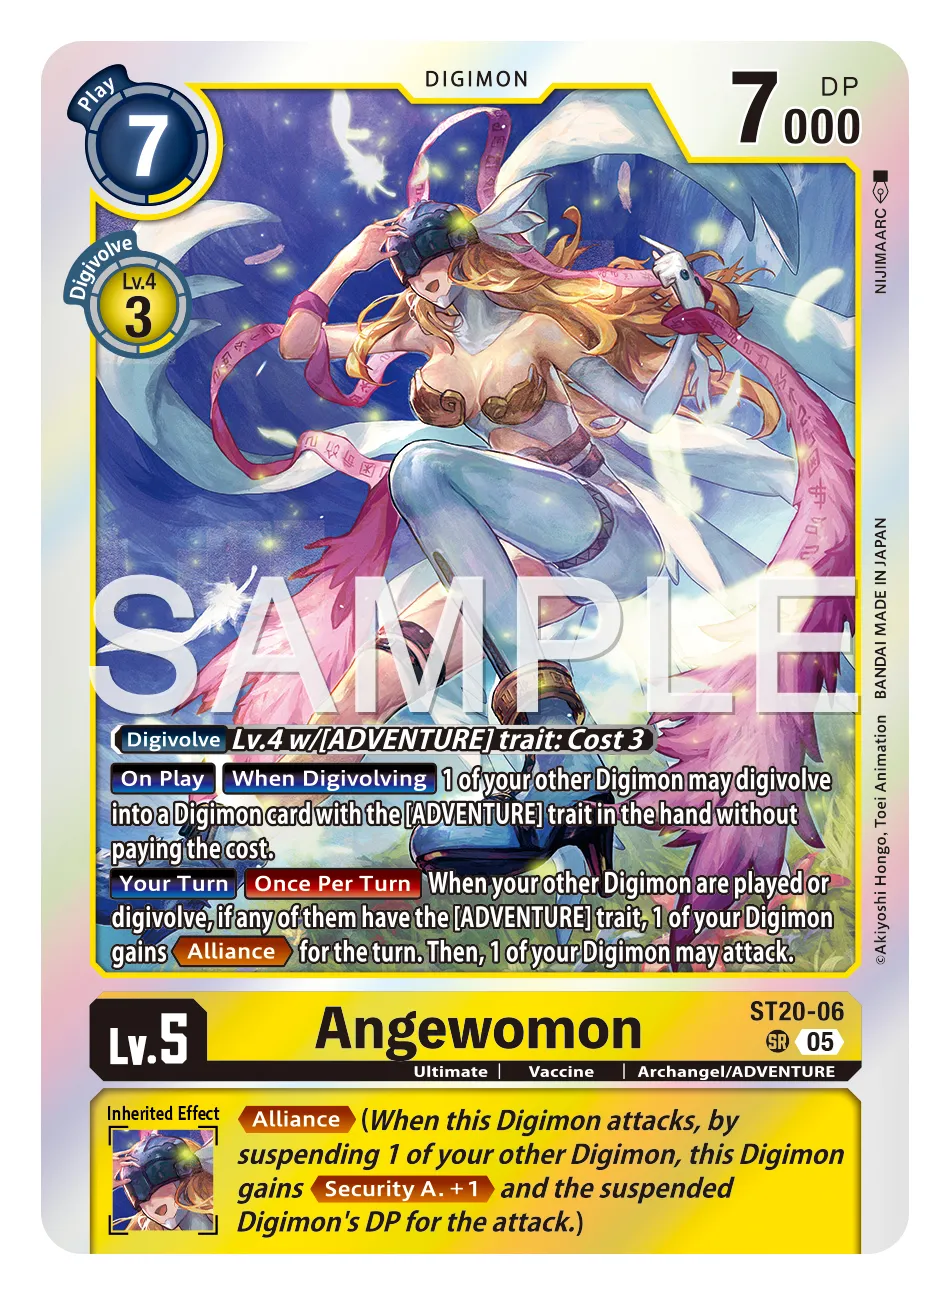 DIGIMON
Play
7
7000
DP
Digivolve
Lv.4
3
NIJIMAARC
SAMPLE
BANDAI MADE IN JAPAN
©Akiyoshi Hongo, Toei Animation
Digivolve Lv.4 w/[ADVENTURE] trait: Cost 3
On Play When Digivolving 1 of your other Digimon may digivolve
into a Digimon card with the [ADVENTURE] trait in the hand without
paying the cost.
Your Turn Once Per Turn When your other Digimon are played or
digivolve, if any of them have the [ADVENTURE] trait, 1 of your Digimon
gains Alliance for the turn. Then, 1 of your Digimon may attack.
Lv.5
Angewomon
ST20-06
SR 05
Ultimate | Vaccine | Archangel/ADVENTURE
Inherited Effect
Alliance (When this Digimon attacks, by
suspending 1 of your other Digimon, this Digimon
gains Security A. +1 and the suspended
Digimon's DP for the attack.)